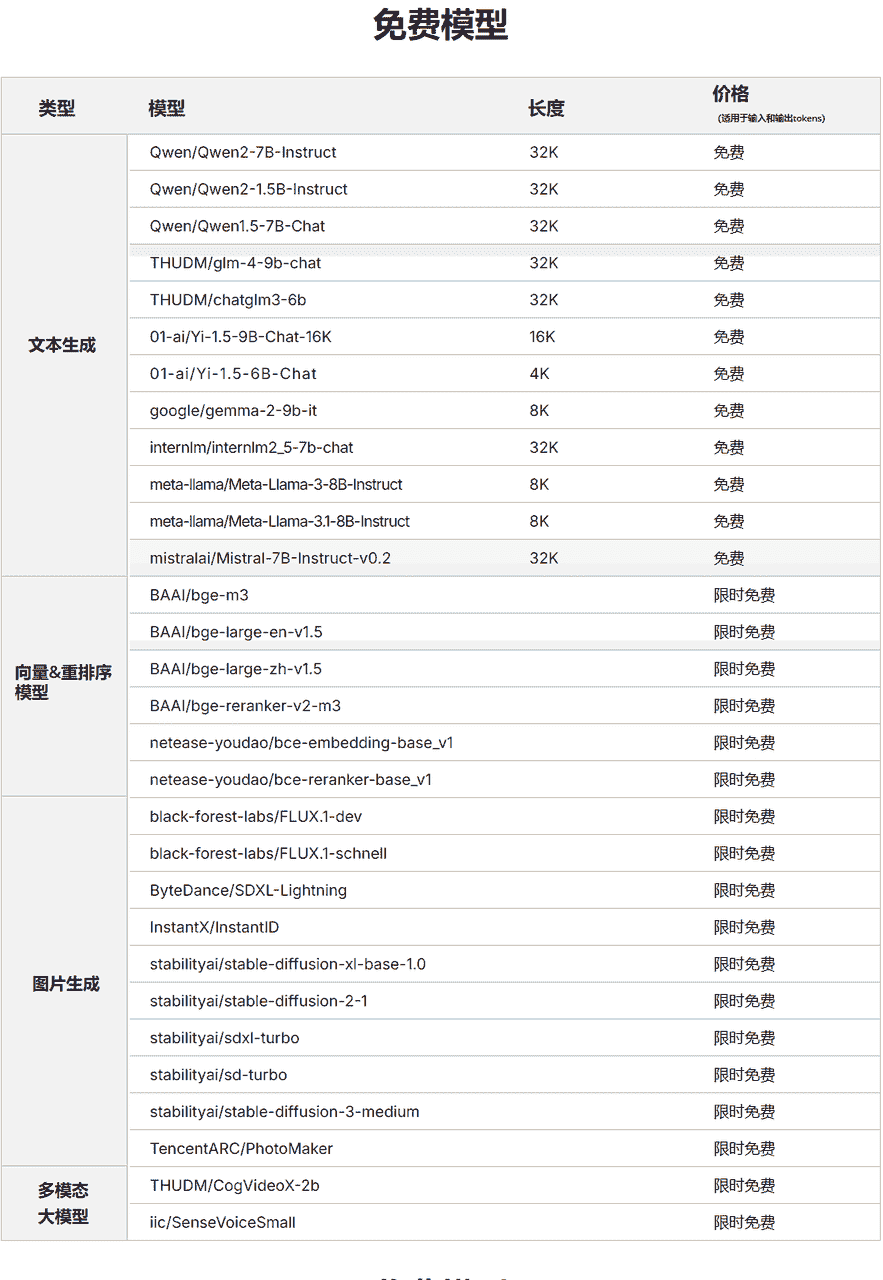 免费模型
类型 模型 长度 价格
(适用于输入和输出tokens)
文本生成
Qwen/Qwen2-7B-Instruct 32K 免费
Qwen/Qwen2-1.5B-Instruct 32K 免费
Qwen/Qwen1.5-7B-Chat 32K 免费
THUDM/glm-4-9b-chat 32K 免费
THUDM/chatglm3-6b 32K 免费
01-ai/Yi-1.5-9B-Chat-16K 16K 免费
01-ai/Yi-1.5-6B-Chat 4K 免费
google/gemma-2-9b-it 8K 免费
internlm/internlm2_5-7b-chat 32K 免费
meta-llama/Meta-Llama-3-8B-Instruct 8K 免费
meta-llama/Meta-Llama-3.1-8B-Instruct 8K 免费
mistralai/Mistral-7B-Instruct-v0.2 32K 免费
向量&重排序
模型
BAAI/bge-m3 限时免费
BAAI/bge-large-en-v1.5 限时免费
BAAI/bge-large-zh-v1.5 限时免费
BAAI/bge-reranker-v2-m3 限时免费
netease-youdao/bce-embedding-base_v1 限时免费
netease-youdao/bce-reranker-base_v1 限时免费
图片生成
black-forest-labs/FLUX.1-dev 限时免费
black-forest-labs/FLUX.1-schnell 限时免费
ByteDance/SDXL-Lightning 限时免费
InstantX/InstantID 限时免费
stabilityai/stable-diffusion-xl-base-1.0 限时免费
stabilityai/stable-diffusion-2-1 限时免费
stabilityai/sdxl-turbo 限时免费
stabilityai/sd-turbo 限时免费
stabilityai/stable-diffusion-3-medium 限时免费
TencentARC/PhotoMaker 限时免费
多模态
大模型
THUDM/CogVideoX-2b 限时免费
iic/SenseVoiceSmall 限时免费